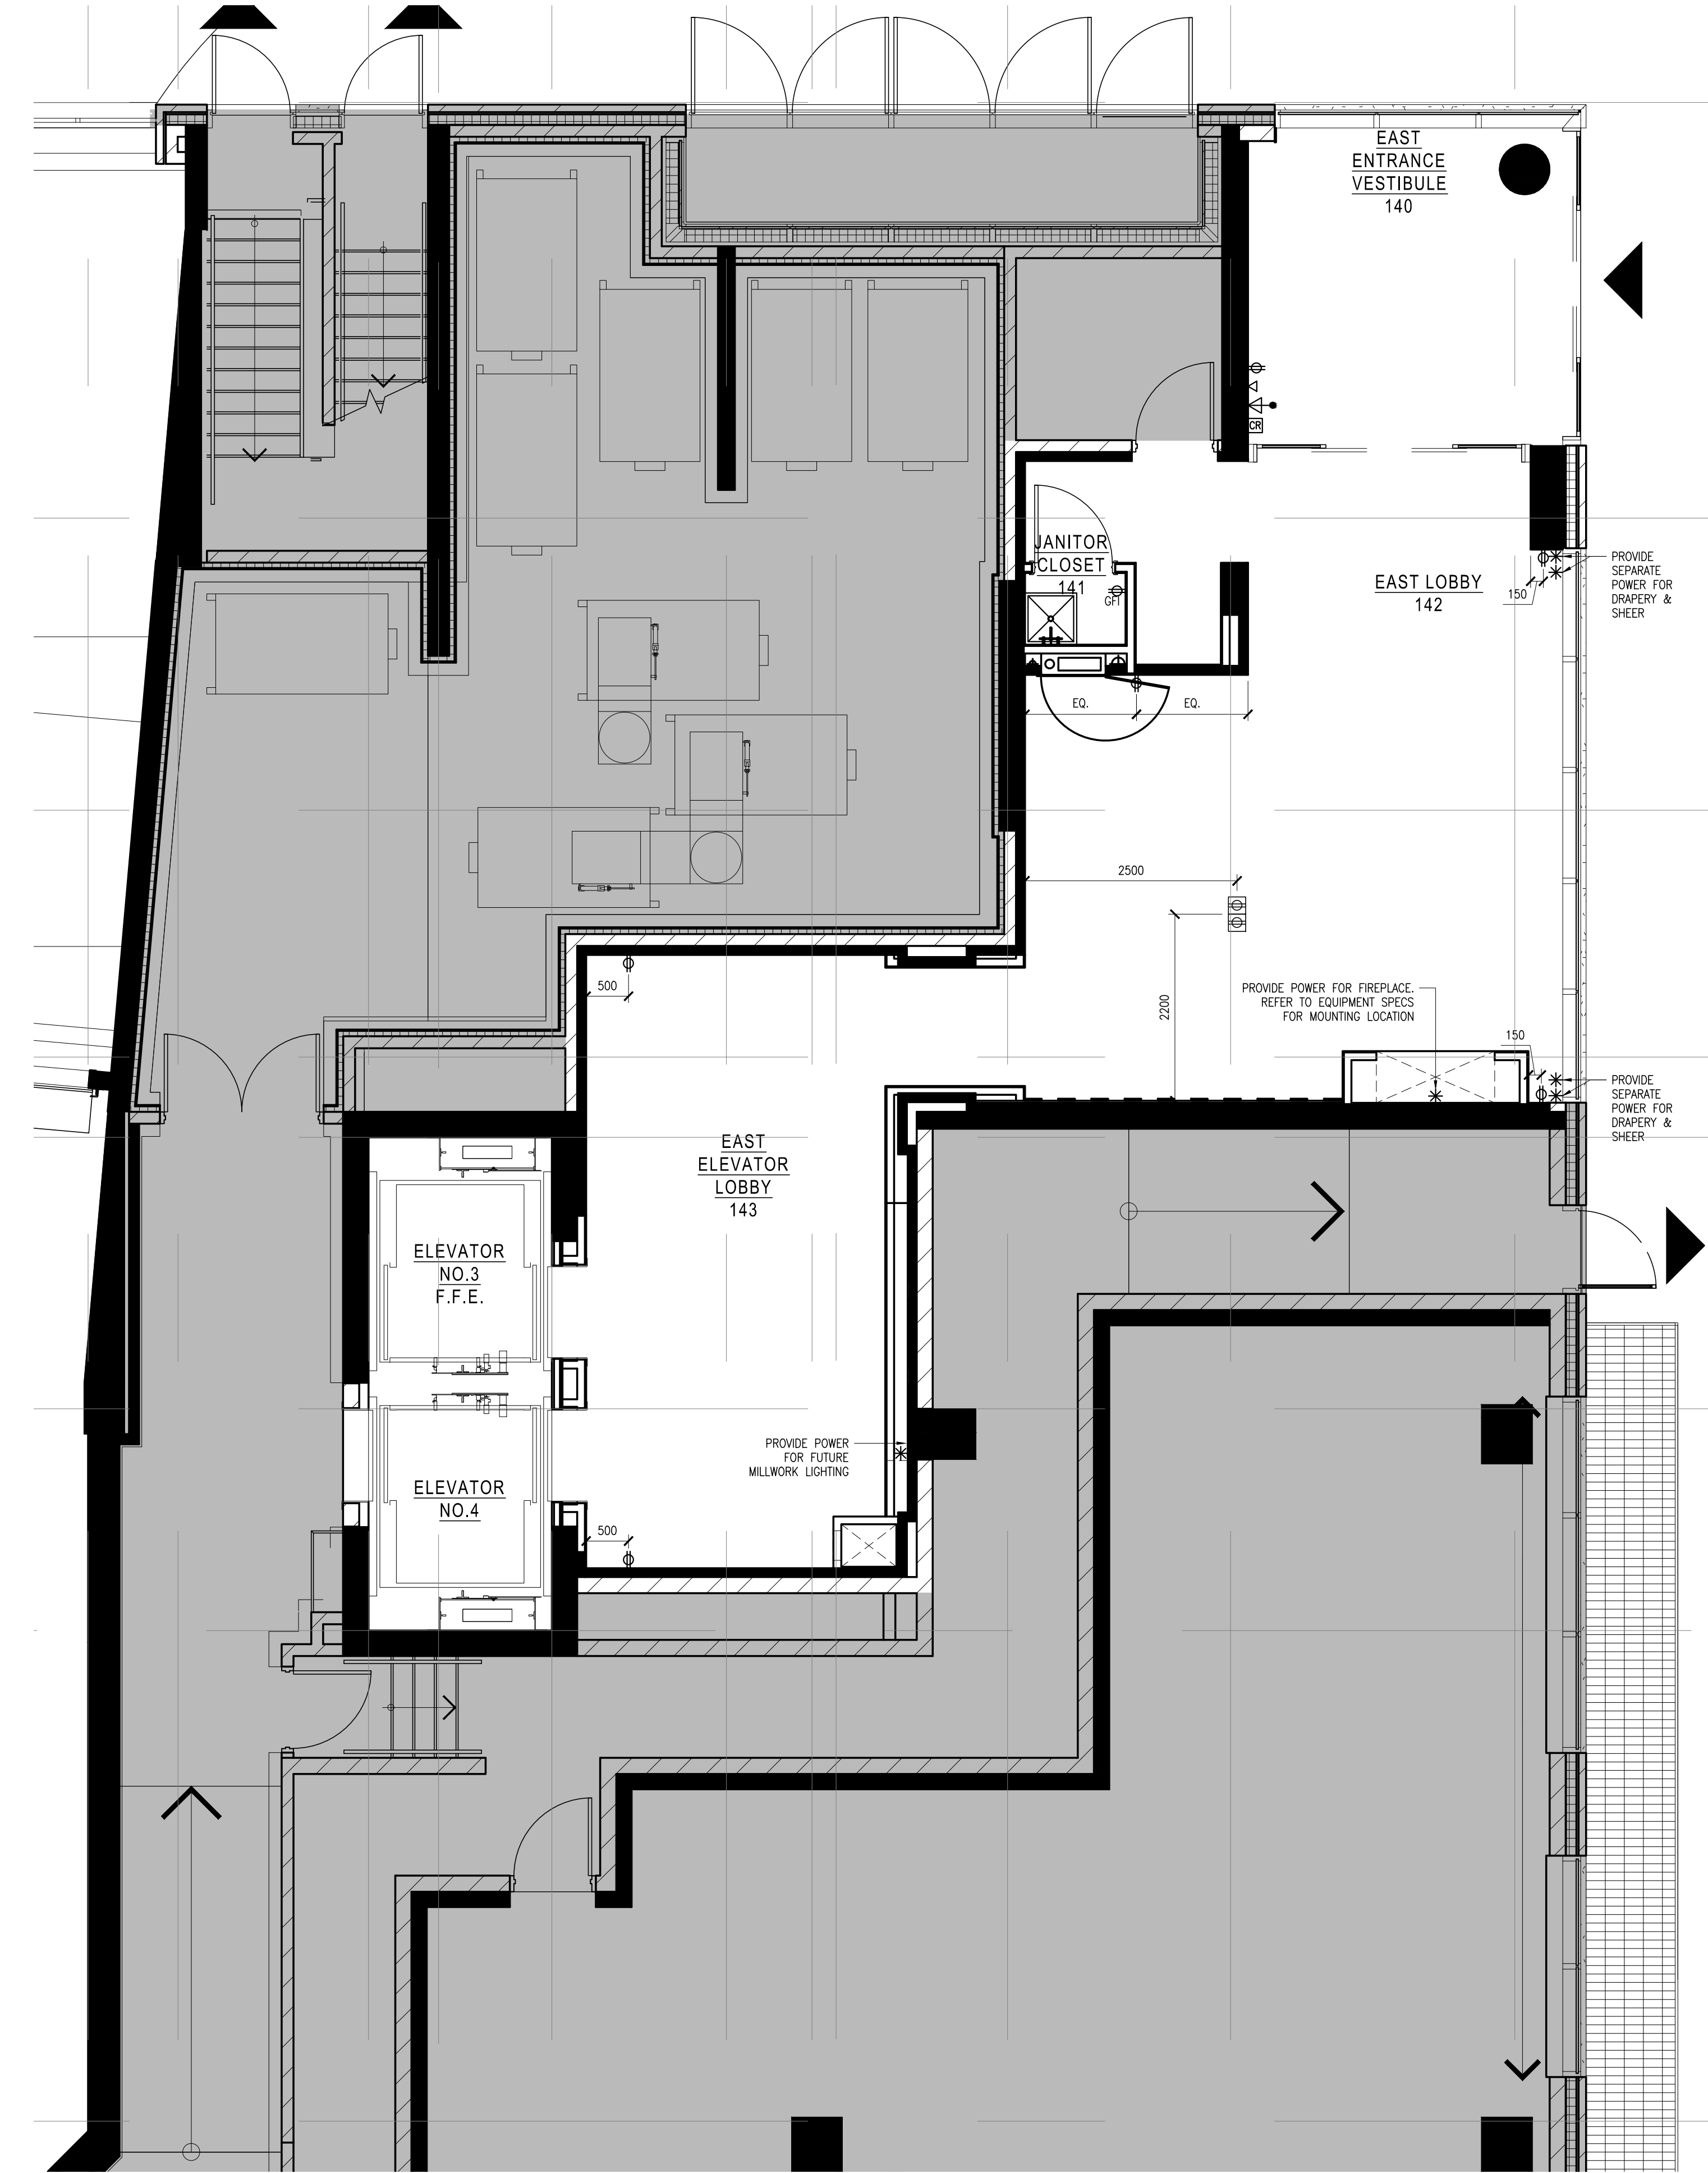 EAST
ENTRANCE
VESTIBULE
140
CR
JANITOR
CLOSET
141
GFI
EAST LOBBY
142
150
PROVIDE
SEPARATE
POWER FOR
DRAPERY &
SHEER
EQ.
EQ.
2500
500
2200
PROVIDE POWER FOR FIREPLACE.
REFER TO EQUIPMENT SPECS
FOR MOUNTING LOCATION
150
PROVIDE
SEPARATE
POWER FOR
DRAPERY &
SHEER
EAST
ELEVATOR
LOBBY
143
ELEVATOR
NO.3
F.F.E.
PROVIDE POWER
FOR FUTURE
MILLWORK LIGHTING
ELEVATOR
NO.4
500